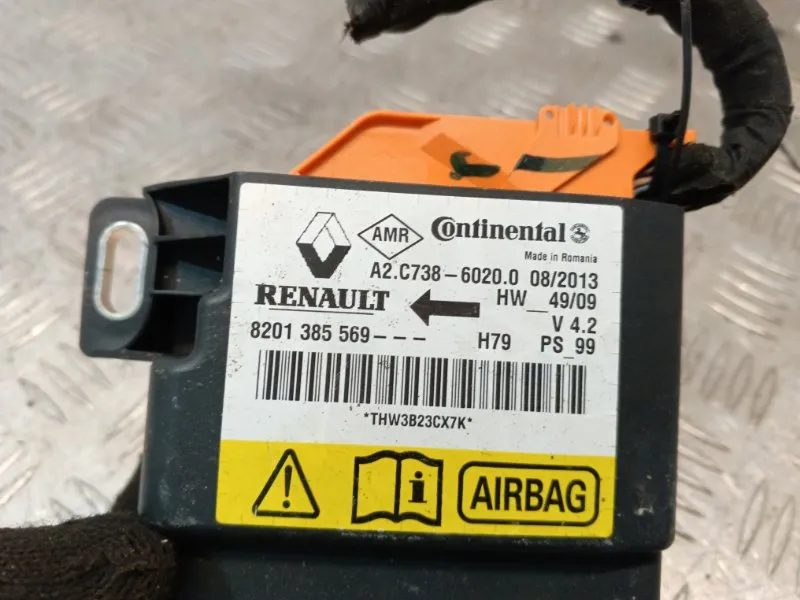 AMR Continental
Made in Romania
A2.C738-6020.0 08/2013
RENAULT HW__49/09
V 4.2
8201 385 569--- H79 PS_99
*THW3B23CX7K*
i AIRBAG